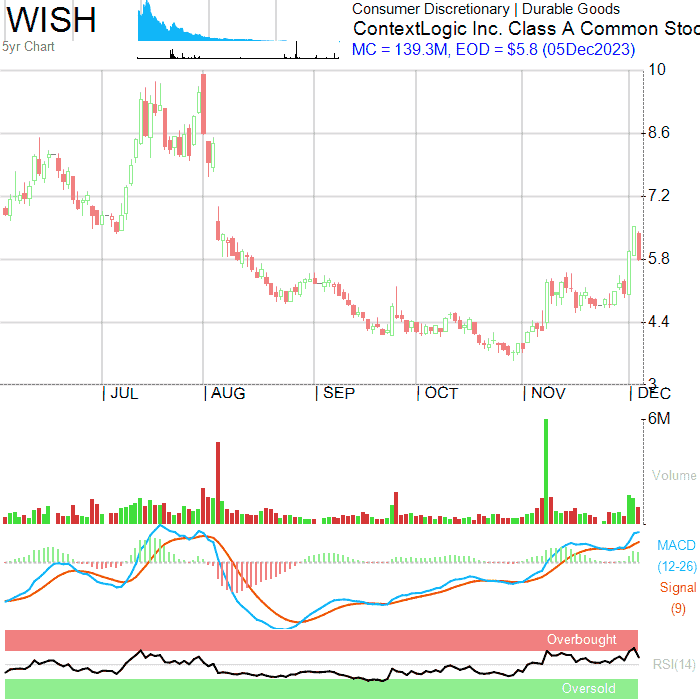 WISH
5yr Chart
Consumer Discretionary | Durable Goods
ContextLogic Inc. Class A Common Stoc
MC = 139.3M, EOD = $5.8 (05Dec2023)
10
8.6
7.2
5.8
4.4
3
JUL AUG SEP OCT NOV DEC
6M
Volume
MACD
(12-26)
Signal
(9)
Overbought
RSI(14)
Oversold